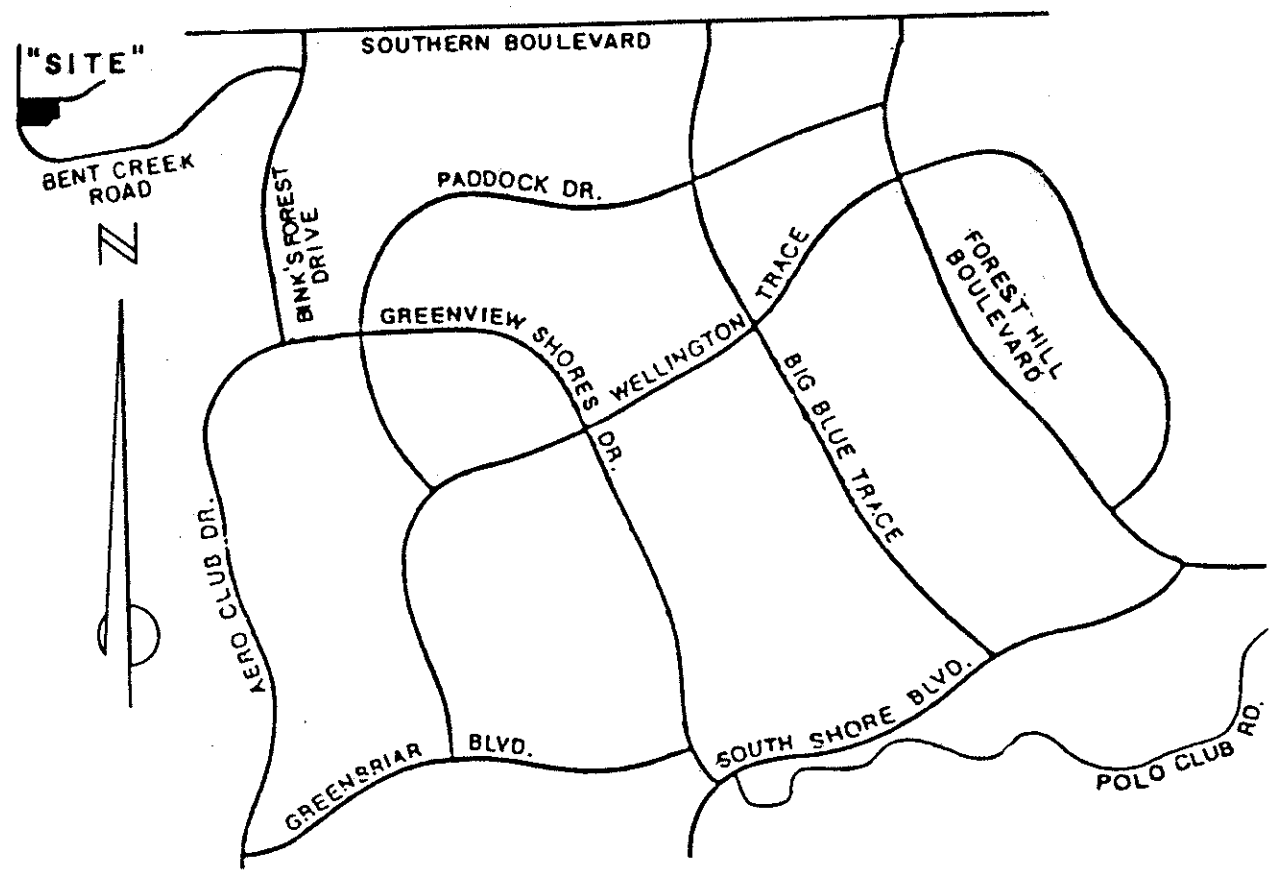 "SITE"
SOUTHERN BOULEVARD
BENT CREEK
ROAD
N
PADDOCK DR.
BINK'S FOREST
DRIVE
GREENVIEW SHORES DR.
WELLINGTON TRACE
FOREST HILL
BOULEVARD
BIG BLUE TRACE
AERO CLUB DR.
GREENBRIAR BLVD.
SOUTH SHORE BLVD.
POLO CLUB RD.